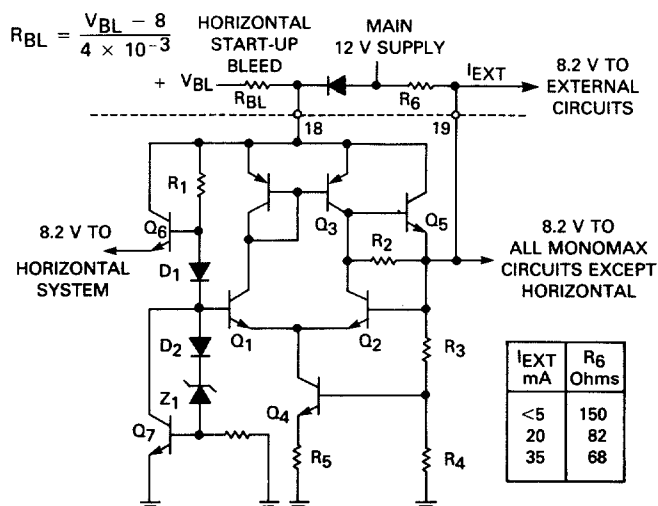 R_BL = (V_BL − 8) / (4 × 10⁻³)
HORIZONTAL
START-UP
BLEED
MAIN
12 V SUPPLY
+ V_BL
R_BL
R6
I_EXT
8.2 V TO
EXTERNAL
CIRCUITS
18
19
R1
Q6
Q3
Q5
8.2 V TO
HORIZONTAL
SYSTEM
D1
R2
8.2 V TO
ALL MONOMAX
CIRCUITS EXCEPT
HORIZONTAL
Q1
Q2
D2
R3
Z1
Q4
Q7
R5
R4
I_EXT R6
mA Ohms
<5 150
20 82
35 68